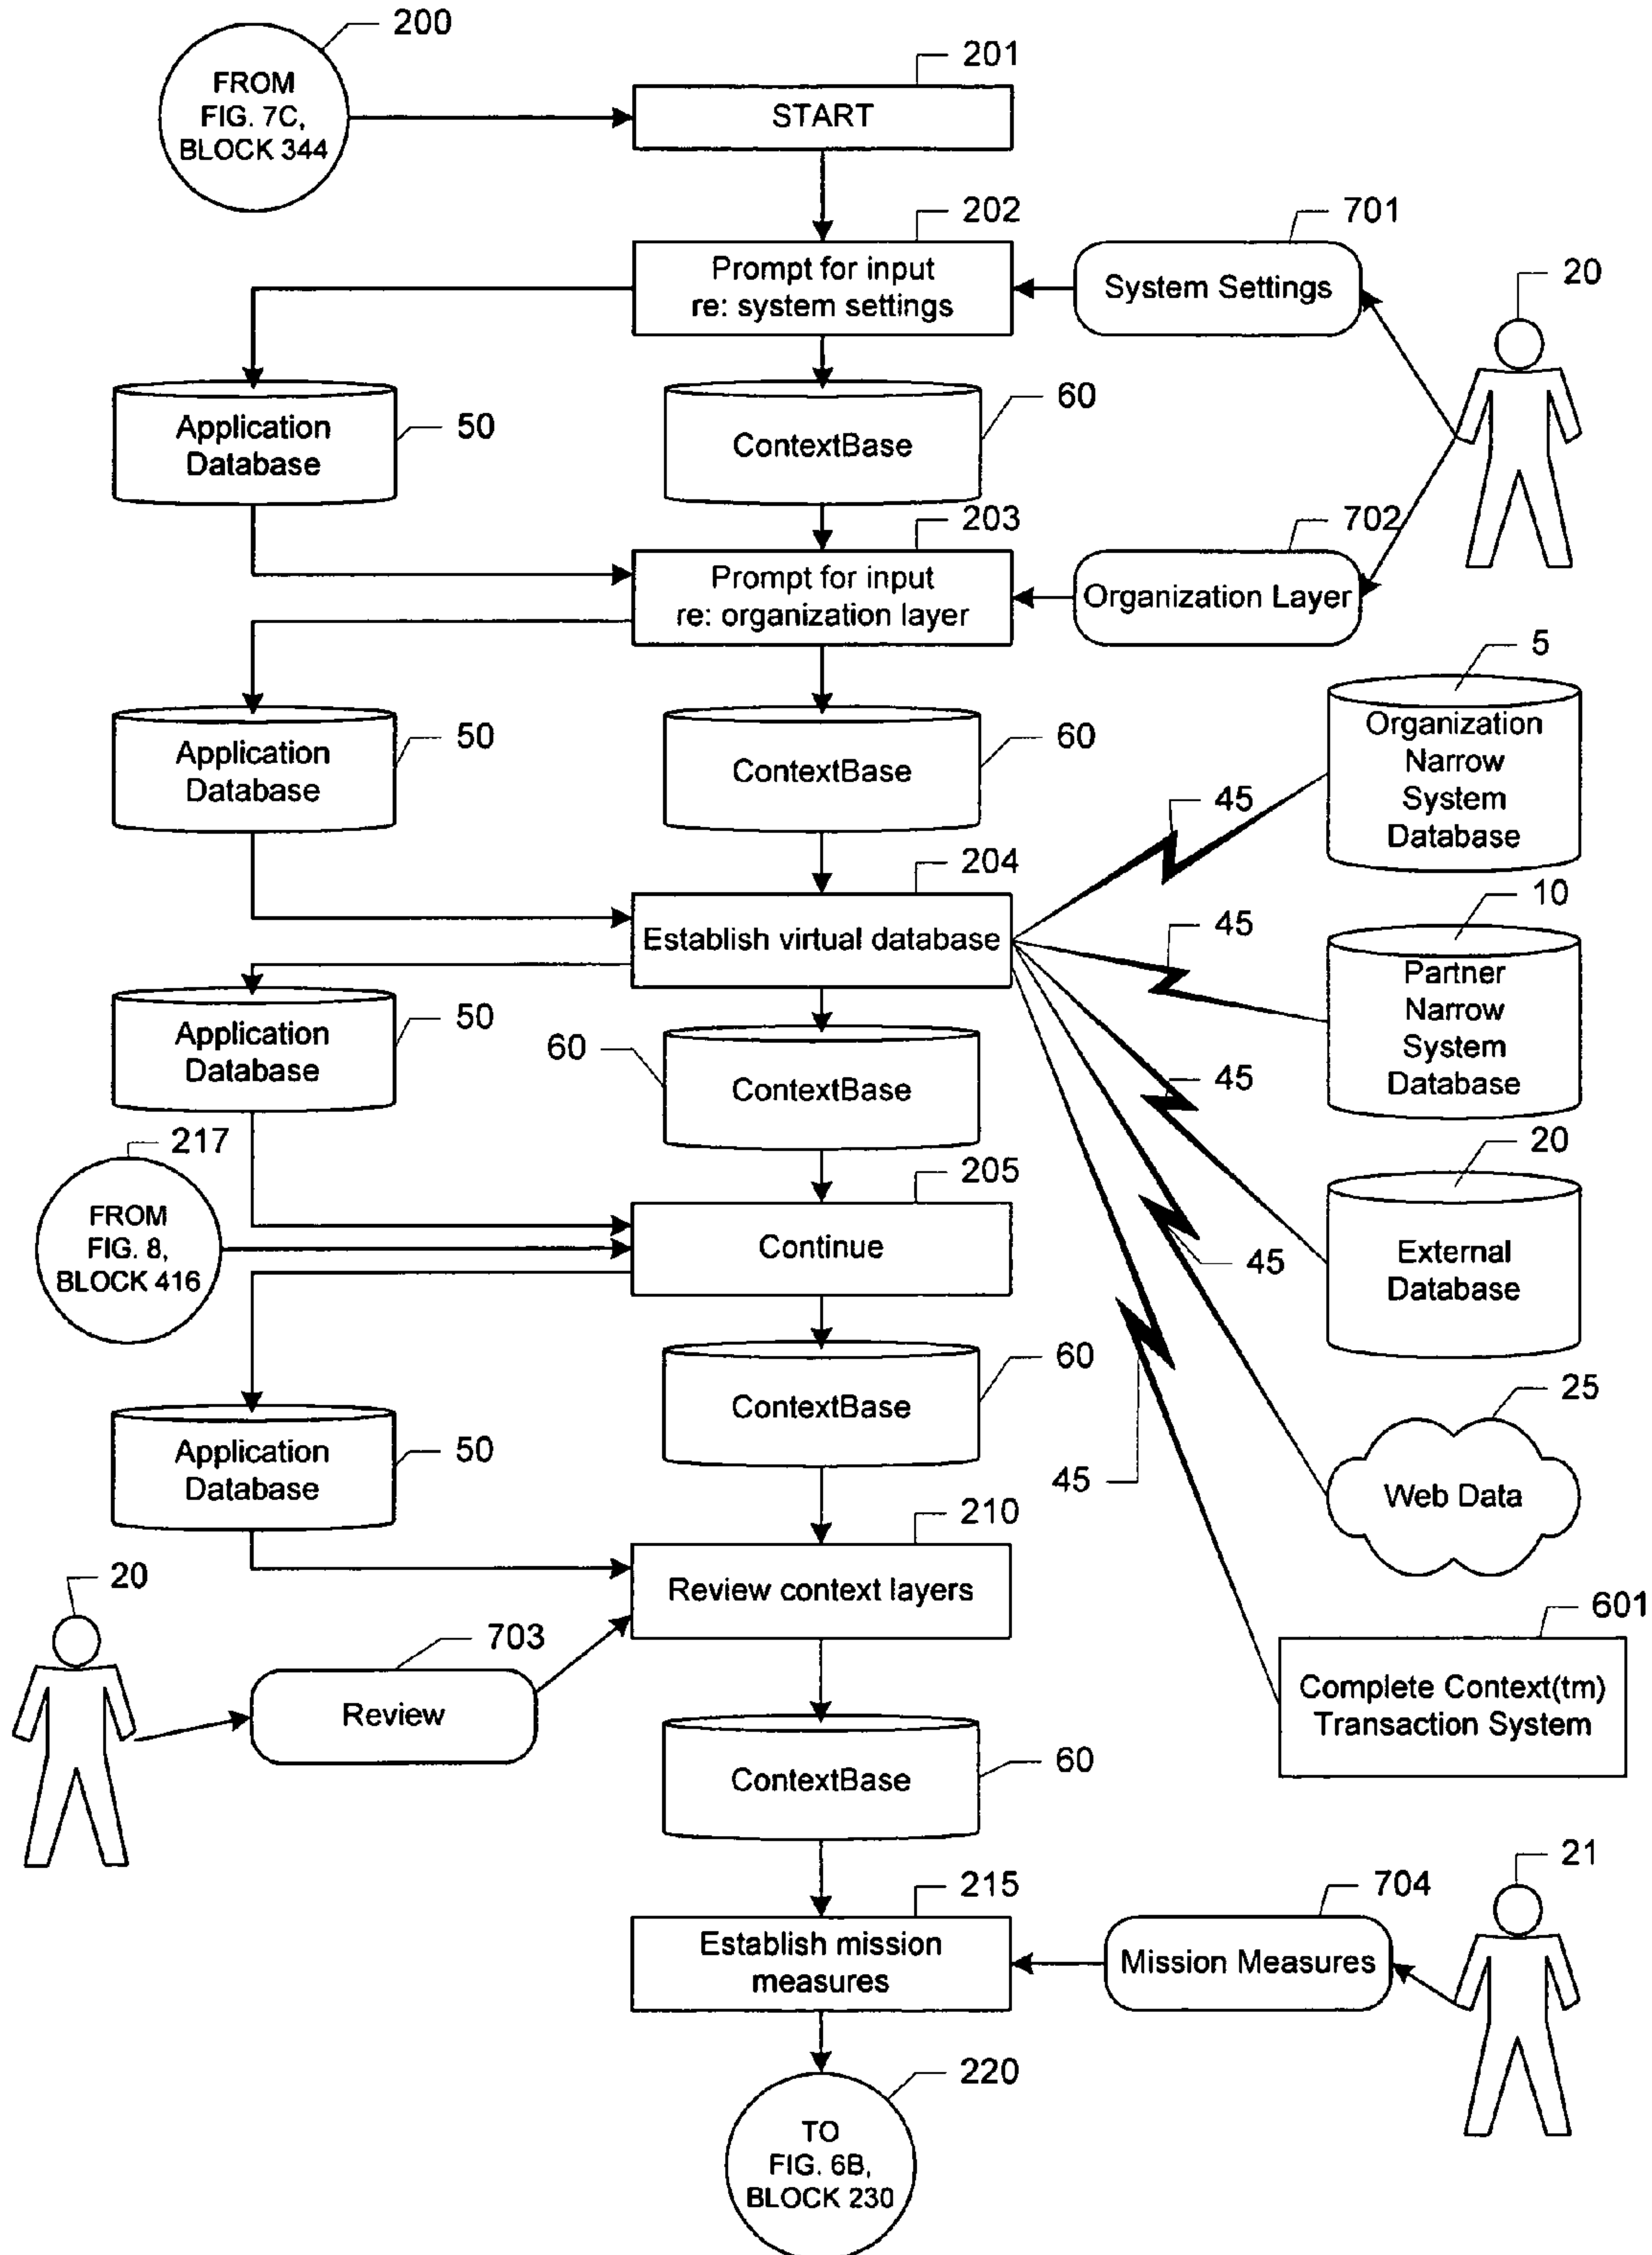 200
FROM
FIG. 7C,
BLOCK 344
201
START
202
Prompt for input
re: system settings
701
System Settings
20
Application
Database
50
60
ContextBase
203
Prompt for input
re: organization layer
702
Organization Layer
5
Organization
Narrow
System
Database
Application
Database
50
60
ContextBase
45
204
Establish virtual database
45
10
Partner
Narrow
System
Database
Application
Database
50
60
ContextBase
45
217
FROM
FIG. 8,
BLOCK 416
205
Continue
45
20
External
Database
60
ContextBase
Application
Database
50
45
25
Web Data
210
Review context layers
20
703
Review
601
Complete Context(tm)
Transaction System
60
ContextBase
215
Establish mission
measures
704
Mission Measures
21
220
TO
FIG. 6B,
BLOCK 230